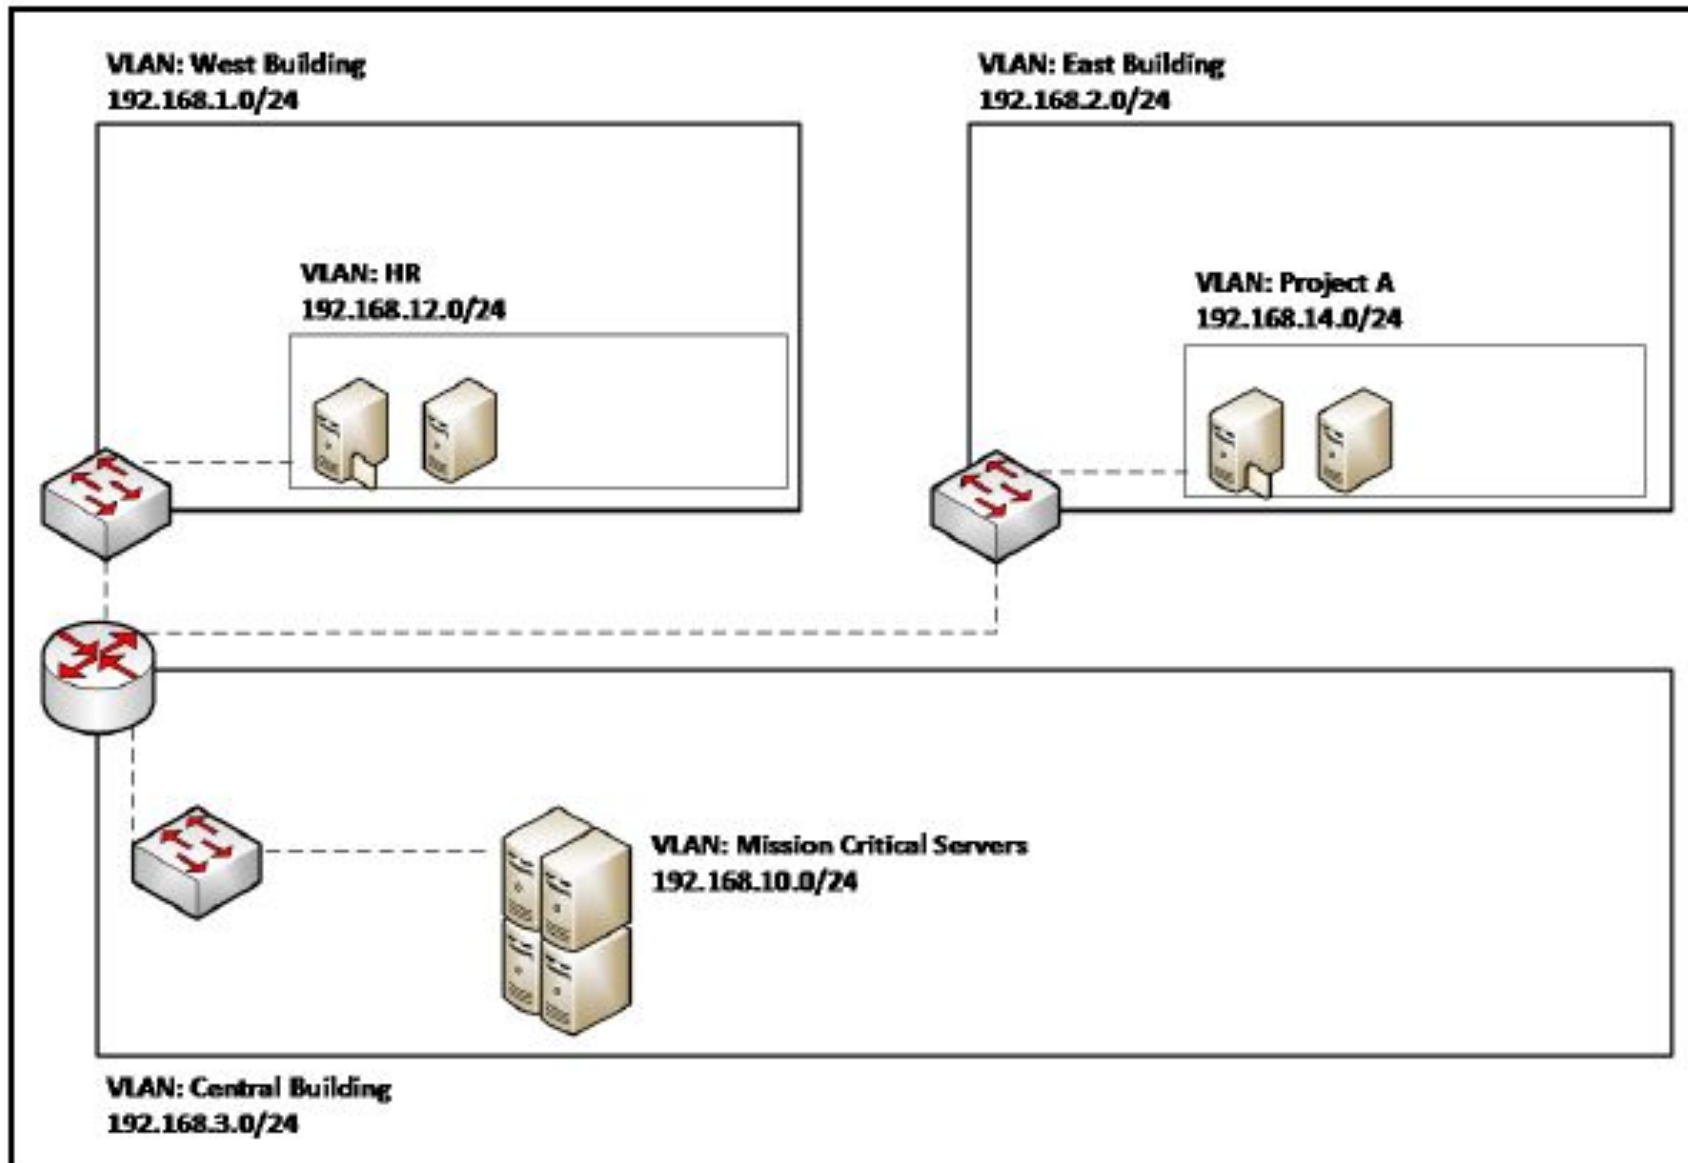 VLAN: West Building
192.168.1.0/24
VLAN: East Building
192.168.2.0/24
VLAN: HR
192.168.12.0/24
VLAN: Project A
192.168.14.0/24
VLAN: Mission Critical Servers
192.168.10.0/24
VLAN: Central Building
192.168.3.0/24